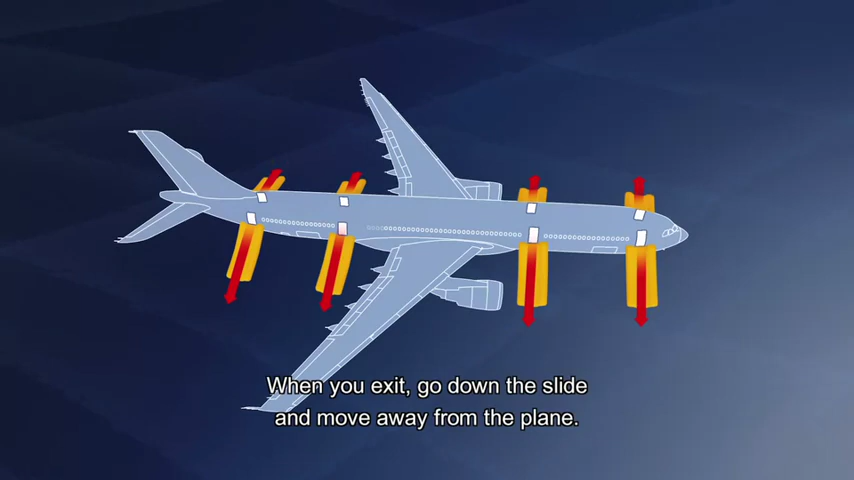 When you exit, go down the slide
and move away from the plane.